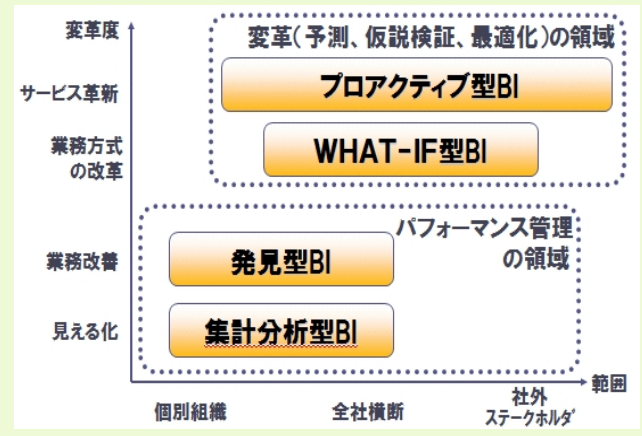 変革度
変革(予測、仮説検証、最適化)の領域
サービス革新
プロアクティブ型BI
業務方式
の改革
WHAT-IF型BI
パフォーマンス管理
の領域
業務改善
発見型BI
見える化
集計分析型BI
範囲
個別組織
全社横断
社外
ステークホルダ